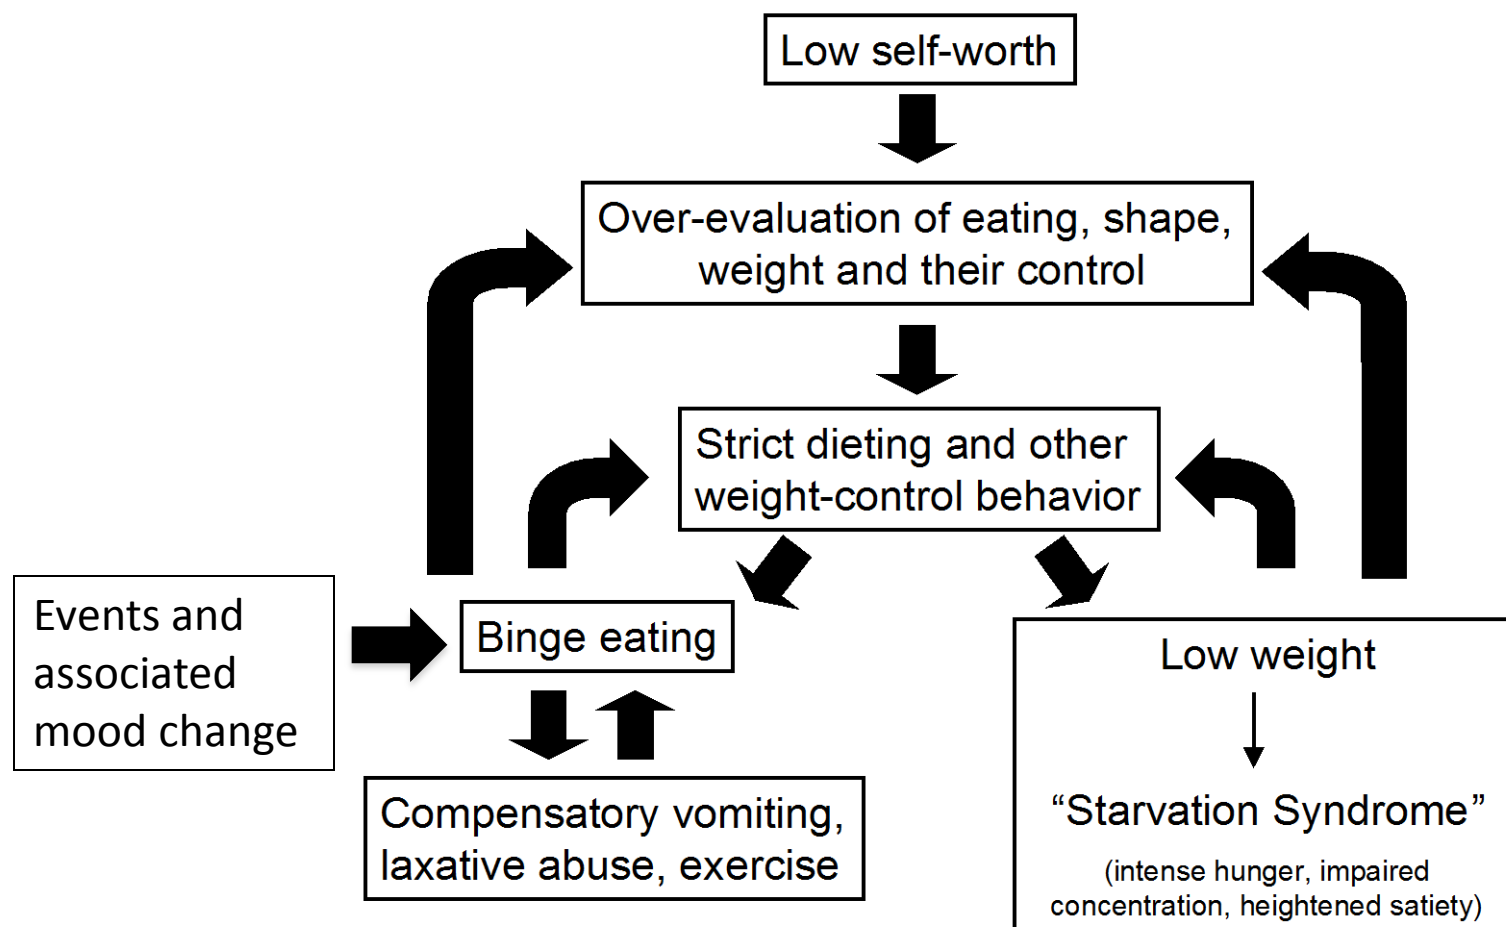 Low self-worth
Over-evaluation of eating, shape,
weight and their control
Strict dieting and other
weight-control behavior
Events and
associated
mood change
Binge eating
Compensatory vomiting,
laxative abuse, exercise
Low weight
“Starvation Syndrome”
(intense hunger, impaired
concentration, heightened satiety)